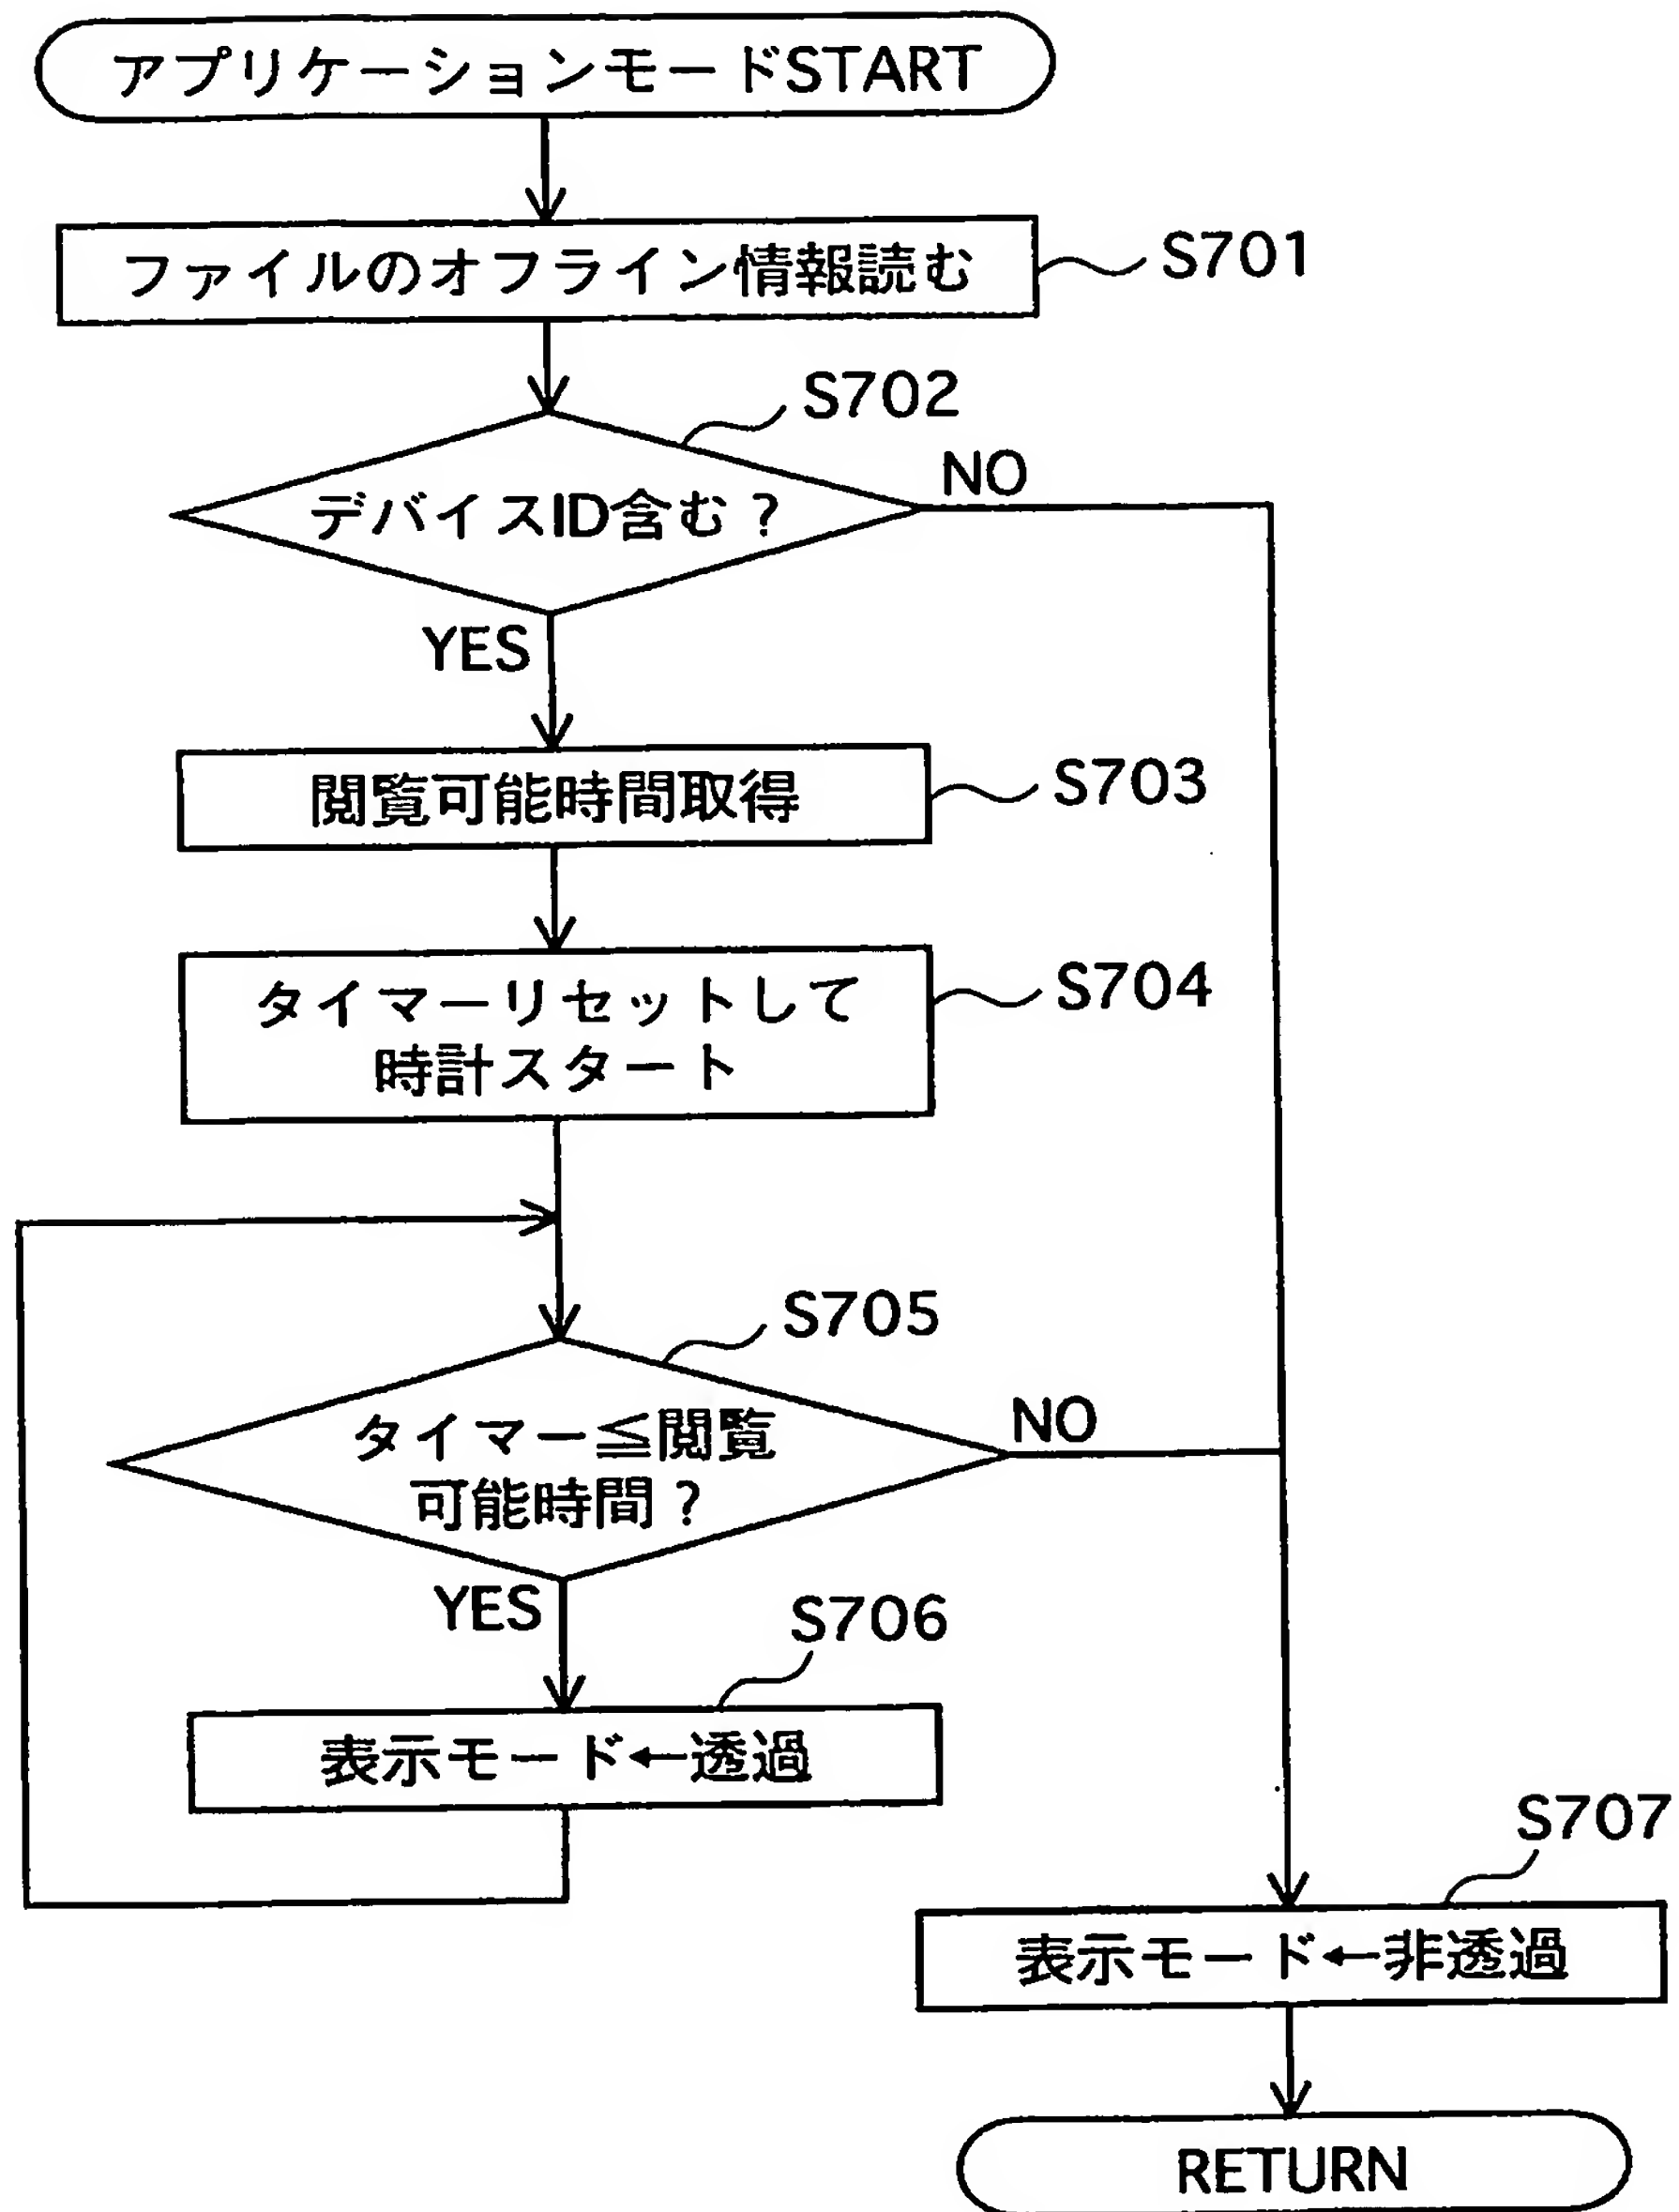 アプリケーションモードSTART
ファイルのオフライン情報読む
S701
S702
デバイスID含む?
NO
YES
閲覧可能時間取得
S703
タイマーリセットして
時計スタート
S704
S705
タイマー≦閲覧
可能時間?
NO
YES
S706
表示モード←透過
S707
表示モード←非透過
RETURN